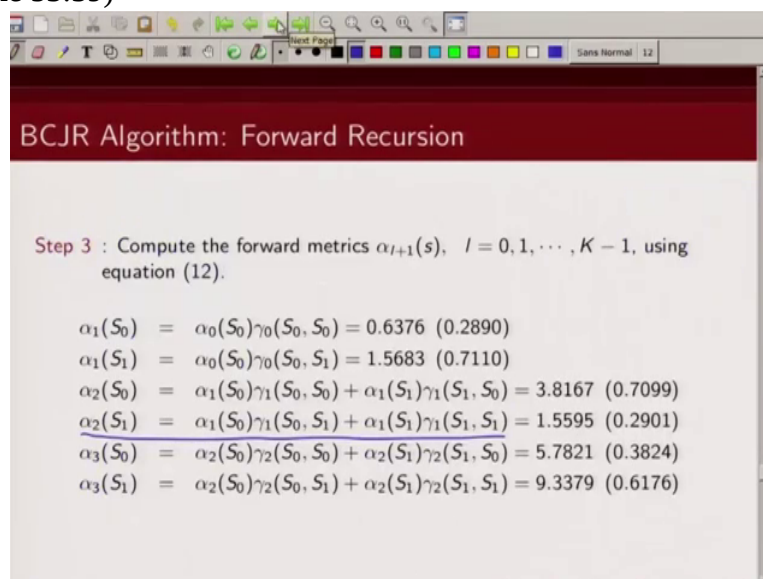 T
Sans Normal 12
Next Page
BCJR Algorithm: Forward Recursion
Step 3 : Compute the forward metrics αl+1(s), l = 0, 1, ⋯ , K − 1, using
equation (12).
α1(S0) = α0(S0)γ0(S0, S0) = 0.6376 (0.2890)
α1(S1) = α0(S0)γ0(S0, S1) = 1.5683 (0.7110)
α2(S0) = α1(S0)γ1(S0, S0) + α1(S1)γ1(S1, S0) = 3.8167 (0.7099)
α2(S1) = α1(S0)γ1(S0, S1) + α1(S1)γ1(S1, S1) = 1.5595 (0.2901)
α3(S0) = α2(S0)γ2(S0, S0) + α2(S1)γ2(S1, S0) = 5.7821 (0.3824)
α3(S1) = α2(S0)γ2(S0, S1) + α2(S1)γ2(S1, S1) = 9.3379 (0.6176)